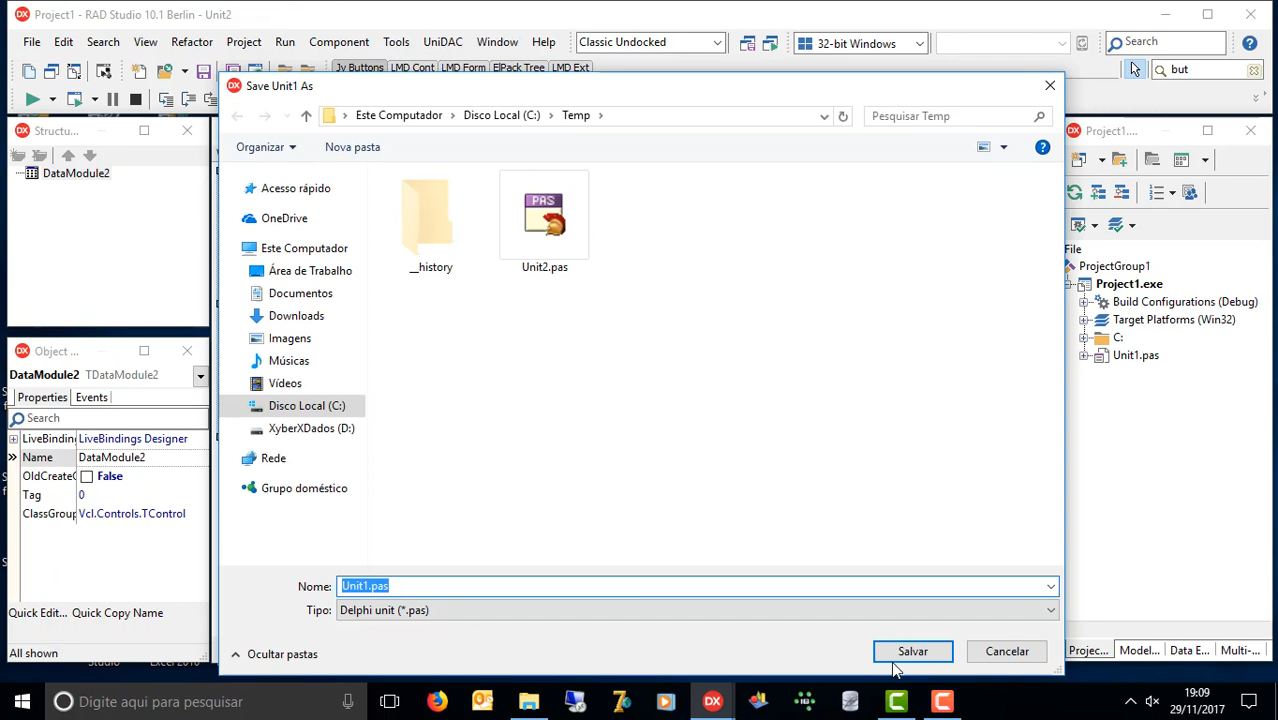 Project1 - RAD Studio 10.1 Berlin - Unit2
File Edit Search View Refactor Project Run Component Tools UniDAC Window Help
Classic Undocked
32-bit Windows
Search
Jv Buttons LMD Cont LMD Form ElPack Tree LMD Ext
but
Save Unit1 As
Este Computador > Disco Local (C:) > Temp >
Pesquisar Temp
Organizar
Nova pasta
Acesso rápido
OneDrive
Este Computador
Área de Trabalho
Documentos
Downloads
Imagens
Músicas
Vídeos
Disco Local (C:)
XyberXDados (D:)
Rede
Grupo doméstico
__history
PAS
Unit2.pas
Nome: Unit1.pas
Tipo: Delphi unit (*.pas)
Ocultar pastas
Salvar
Cancelar
Structu...
DataModule2
Object ...
DataModule2 TDataModule2
Properties Events
Search
LiveBinding LiveBindings Designer
Name DataModule2
OldCreateO False
Tag 0
ClassGroup Vcl.Controls.TControl
Quick Edit... Quick Copy Name
All shown
Project1....
File
ProjectGroup1
Project1.exe
Build Configurations (Debug)
Target Platforms (Win32)
C:
Unit1.pas
Projec... Model... Data E... Multi-...
Studio Excel 2010
Digite aqui para pesquisar
DX
19:09
29/11/2017